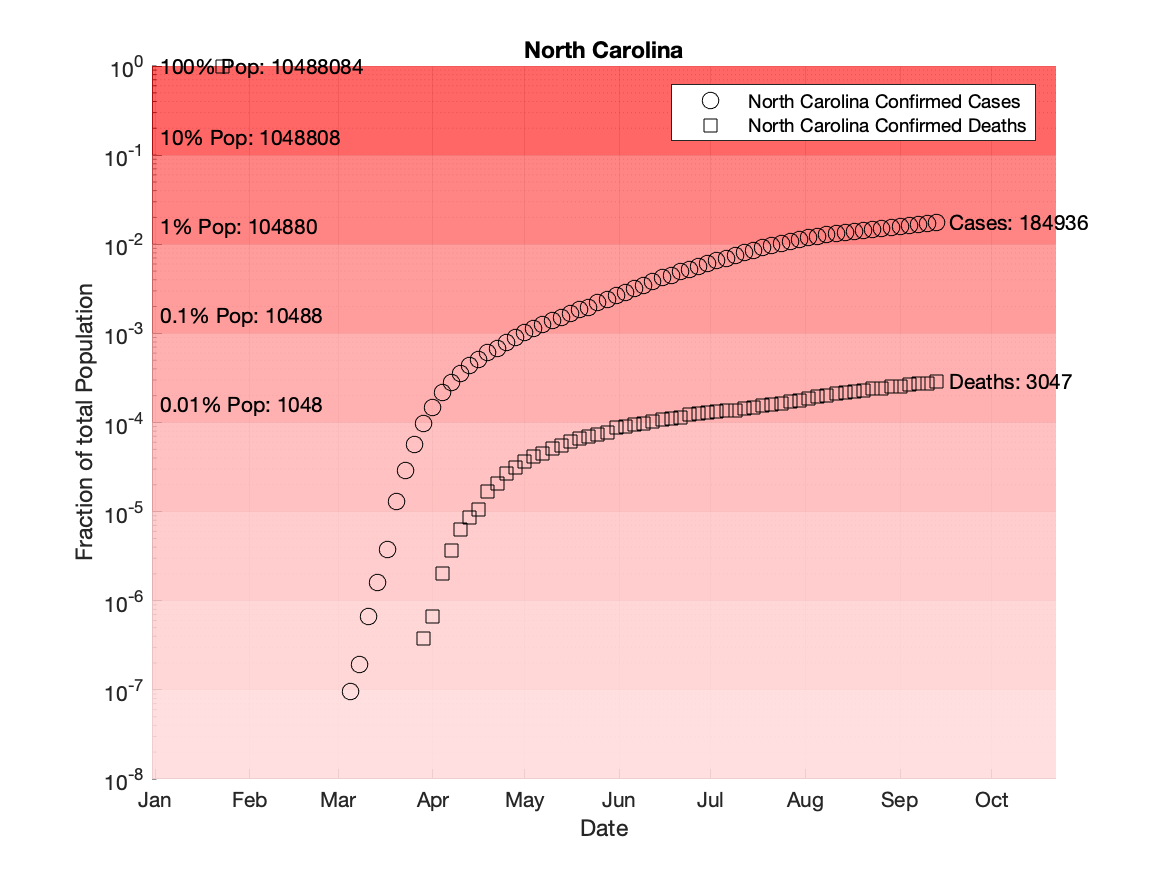 North Carolina
10^0
100% Pop: 10488084
North Carolina Confirmed Cases
North Carolina Confirmed Deaths
10% Pop: 1048808
10^-1
1% Pop: 104880
Cases: 184936
10^-2
0.1% Pop: 10488
10^-3
Deaths: 3047
0.01% Pop: 1048
10^-4
10^-5
10^-6
10^-7
10^-8
Fraction of total Population
Jan Feb Mar Apr May Jun Jul Aug Sep Oct
Date